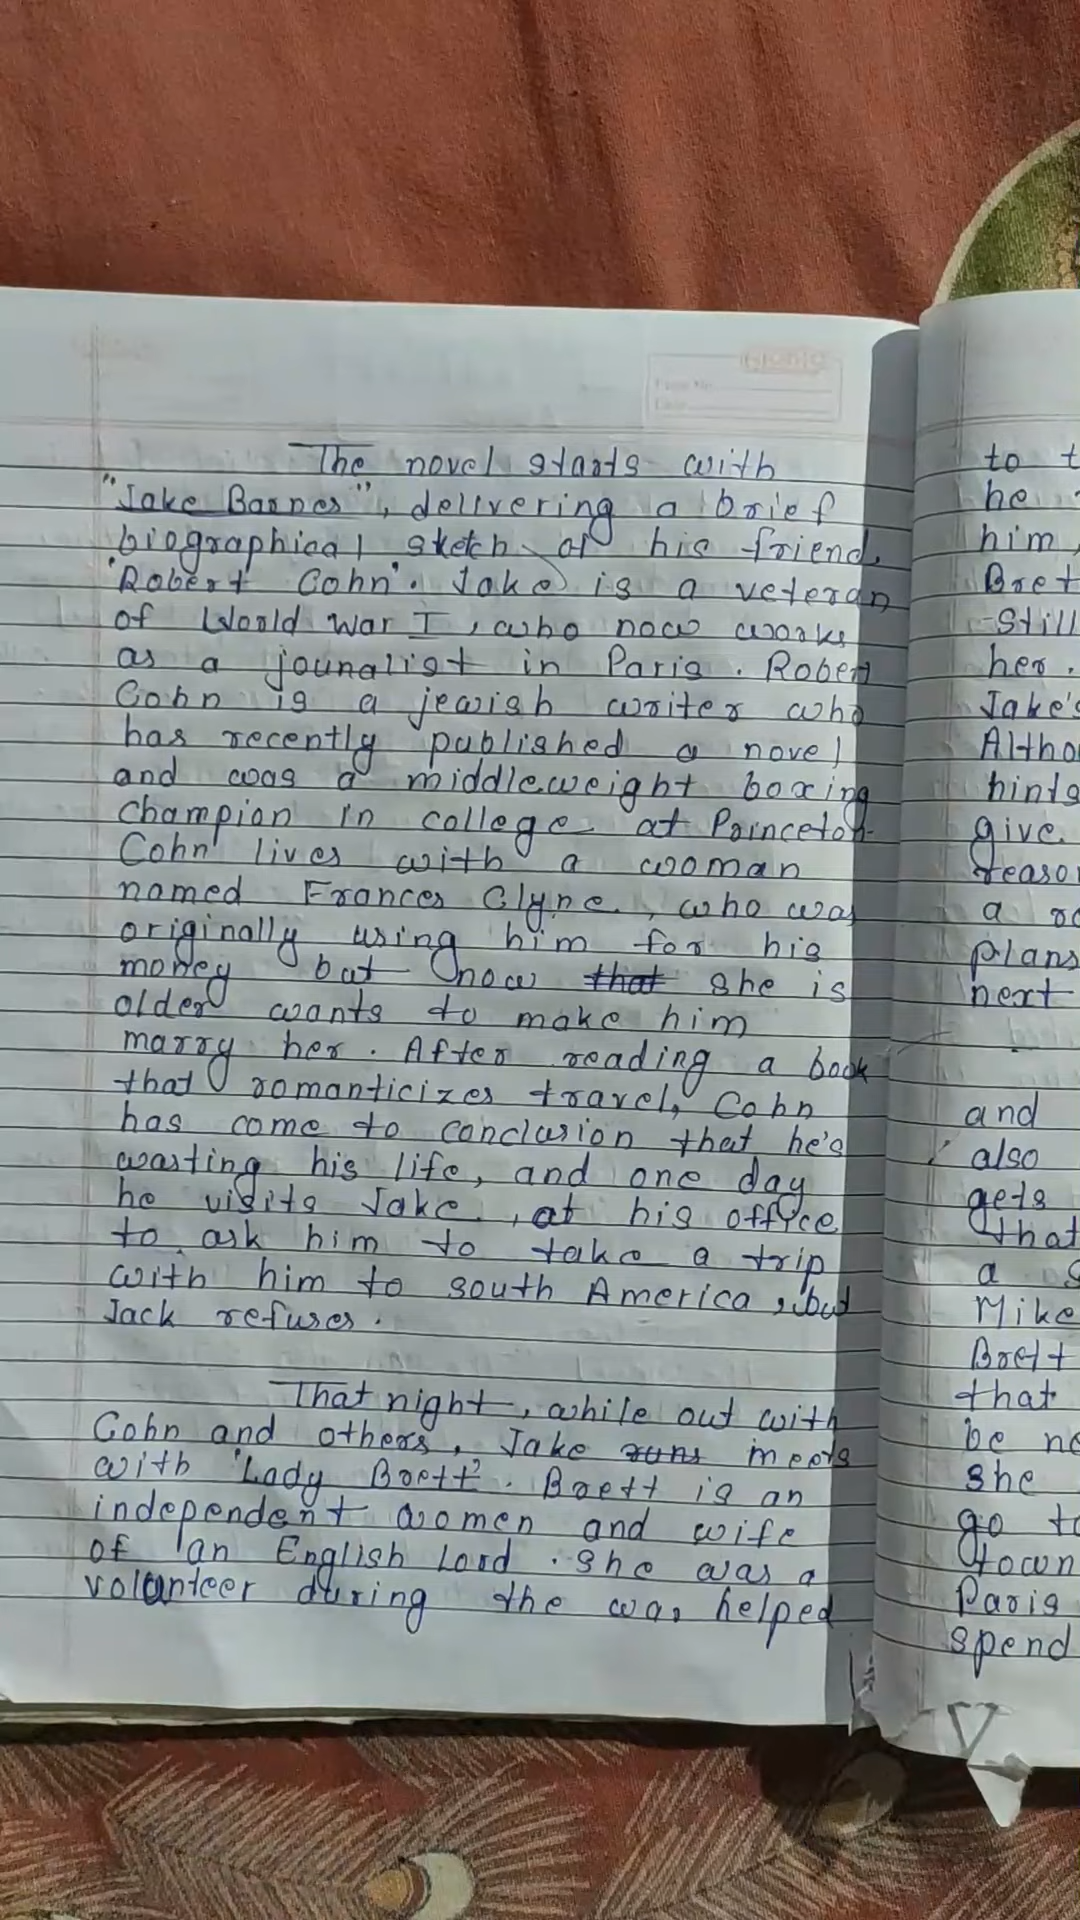 The novel starts with
"Jake Barnes", delivering a brief
biographical sketch of his friend,
'Robert Cohn'. Jake is a veteran
of World War I, who now works
as a jounalist in Paris. Robert
Cohn is a jewish writer who
has recently published a novel
and was a middleweight boxing
champion in college at Princeton.
Cohn lives with a woman
named Frances Clyne, who was
originally using him for his
money but now that she is
older wants to make him
marry her. After reading a book
that romanticizes travel, Cohn
has come to conclusion that he's
wasting his life, and one day
he visits Jake, at his office
to ask him to take a trip
with him to south America, but
Jack refuses.
That night, while out with
Cohn and others, Jake runs meets
with 'Lady Brett'. Brett is an
independent women and wife
of an English Lord. She was a
volunteer during the war helped
to t
he
him,
Bret
still
her.
Jake's
Altho
hints
give
reason
a ro
plans
next
and
also
gets
that
a s
Mike
Brett
that
be no
she
go to
town
Paris
spend